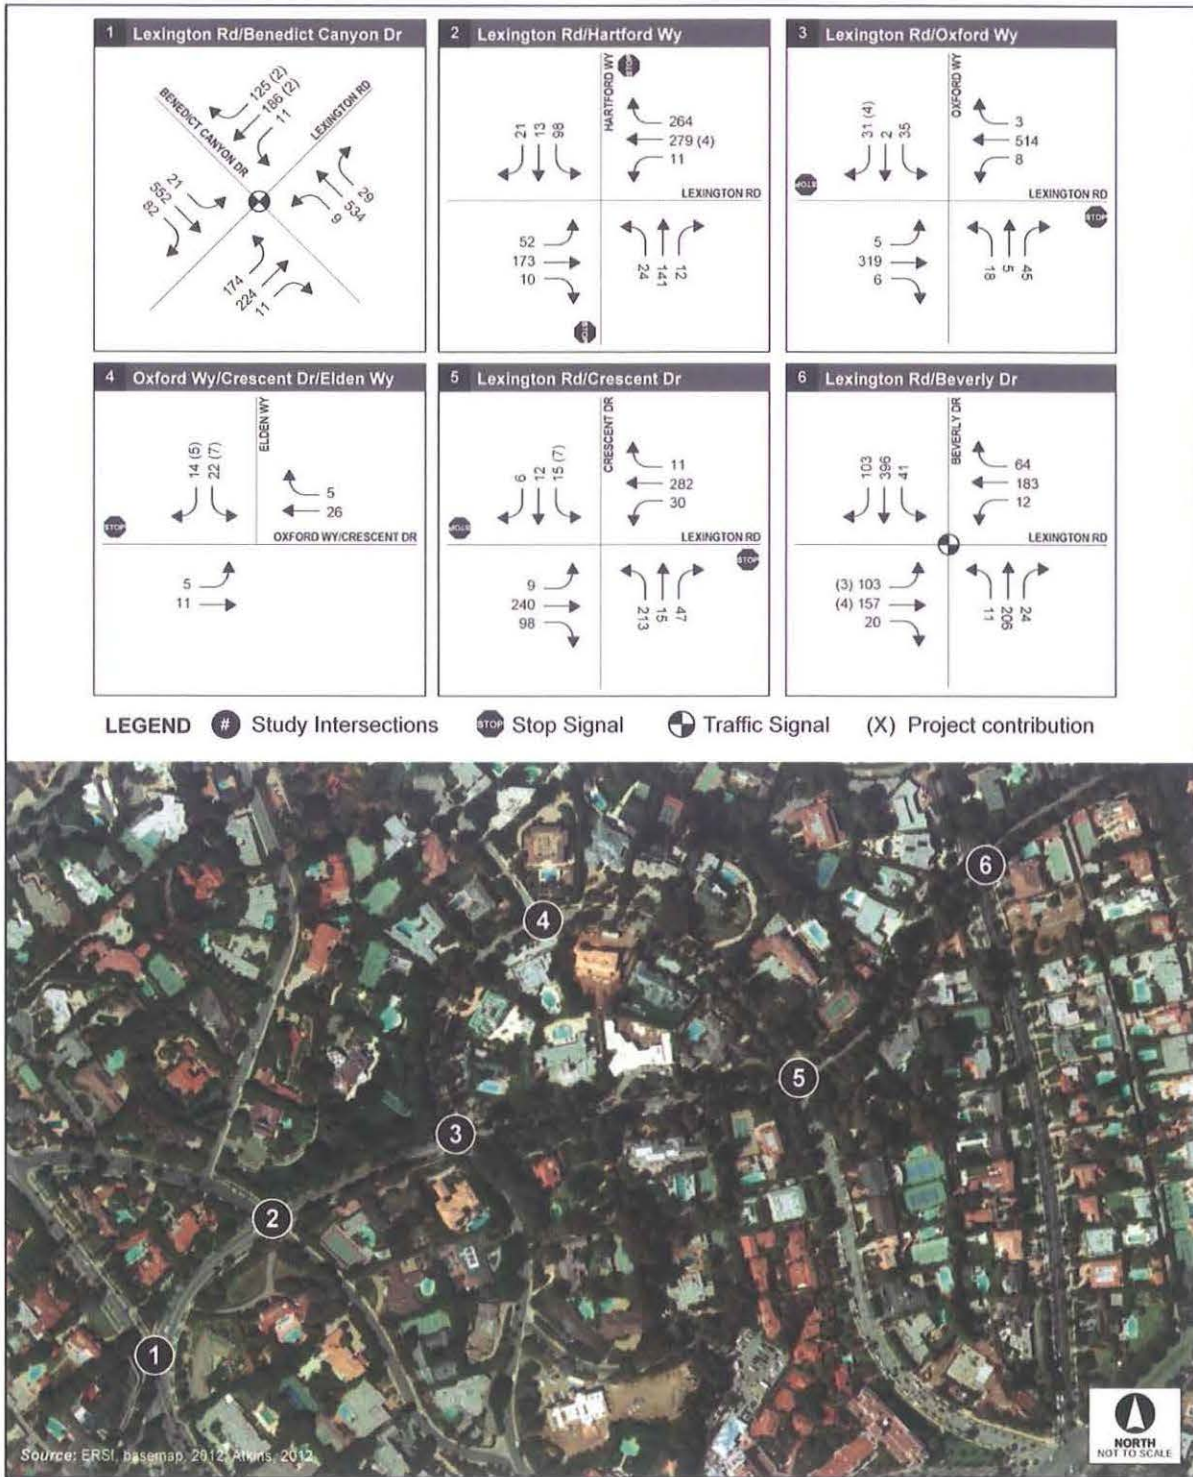 1 Lexington Rd/Benedict Canyon Dr
125 (2)
186 (2)
11
BENEDICT CANYON DR
LEXINGTON RD
21
552
82
29
534
9
174
224
11
2 Lexington Rd/Hartford Wy
HARTFORD WY
STOP
21
13
98
264
279 (4)
11
LEXINGTON RD
52
173
10
24
141
12
STOP
3 Lexington Rd/Oxford Wy
OXFORD WY
31 (4)
2
35
3
514
8
STOP
LEXINGTON RD
STOP
5
319
6
18
5
45
4 Oxford Wy/Crescent Dr/Elden Wy
ELDEN WY
14 (5)
22 (7)
5
26
STOP
OXFORD WY/CRESCENT DR
5
11
5 Lexington Rd/Crescent Dr
CRESCENT DR
6
12
15 (7)
11
282
30
STOP
LEXINGTON RD
STOP
9
240
98
213
15
47
6 Lexington Rd/Beverly Dr
BEVERLY DR
103
396
41
64
183
12
LEXINGTON RD
(3) 103
(4) 157
20
11
206
24
LEGEND # Study Intersections STOP Stop Signal Traffic Signal (X) Project contribution
6
4
5
3
2
1
NORTH
NOT TO SCALE
Source: ERSI, basemap, 2012; Atkins, 2012.